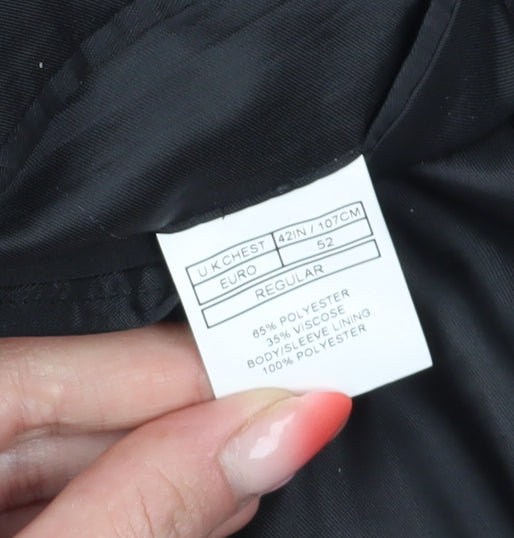 U.K CHEST 42IN / 107CM
EURO 52
REGULAR
65% POLYESTER
35% VISCOSE
BODY/SLEEVE LINING
100% POLYESTER